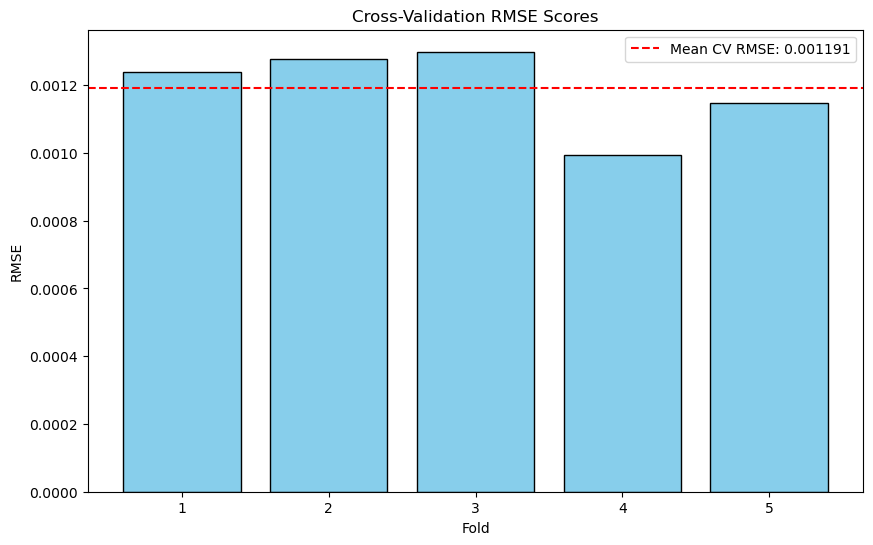 Cross-Validation RMSE Scores
Mean CV RMSE: 0.001191
RMSE
0.0012
0.0010
0.0008
0.0006
0.0004
0.0002
0.0000
1 2 3 4 5
Fold